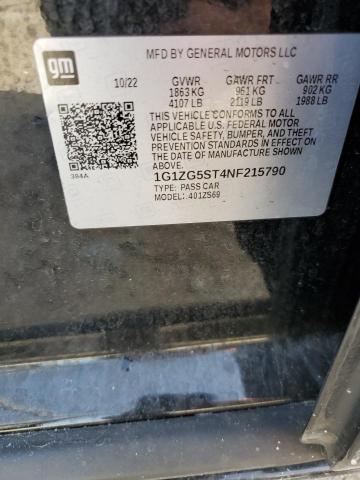 gm
MFD BY GENERAL MOTORS LLC
10/22 GVWR GAWR FRT GAWR RR
1863 KG 961 KG 902 KG
4107 LB 2119 LB 1988 LB
THIS VEHICLE CONFORMS TO ALL
APPLICABLE U.S. FEDERAL MOTOR
VEHICLE SAFETY, BUMPER, AND THEFT
PREVENTION STANDARDS IN EFFECT
ON THE DATE OF MANUFACTURE SHOWN
ABOVE.
384A
1G1ZG5ST4NF215790
TYPE: PASS CAR
MODEL: 401ZS69